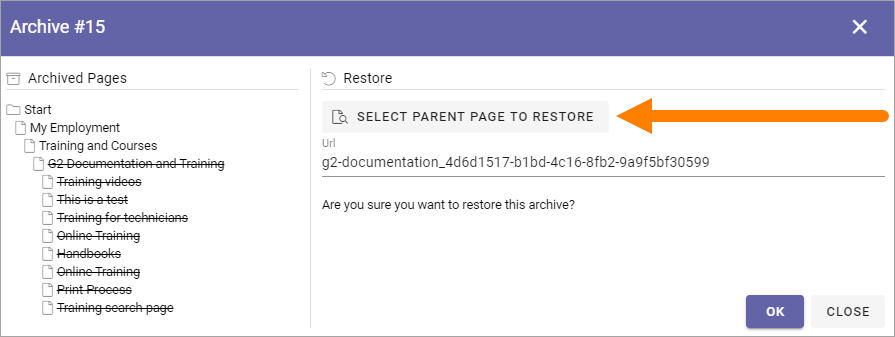 Archive #15
Archived Pages
Start
My Employment
Training and Courses
G2 Documentation and Training
Training videos
This is a test
Training for technicians
Online Training
Handbooks
Online Training
Print Process
Training search page
Restore
SELECT PARENT PAGE TO RESTORE
Url
g2-documentation_4d6d1517-b1bd-4c16-8fb2-9a9f5bf30599
Are you sure you want to restore this archive?
OK
CLOSE